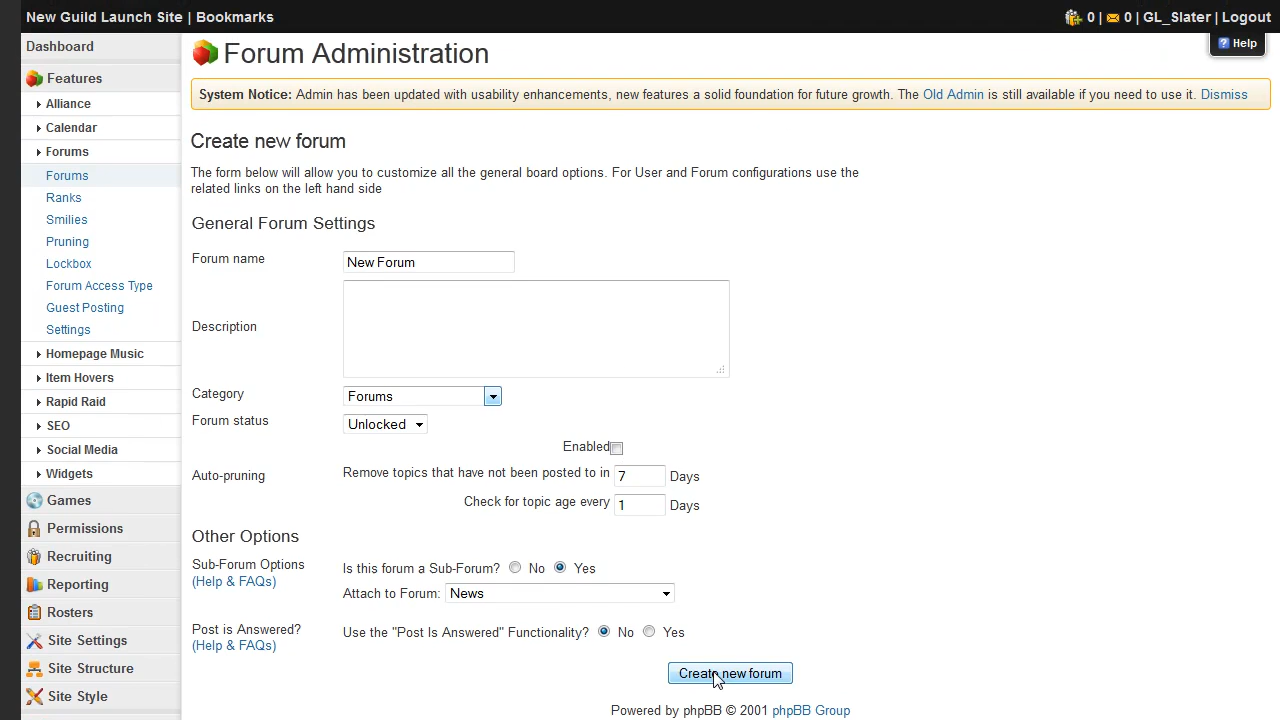 New Guild Launch Site | Bookmarks
0 | 0 | GL_Slater | Logout
Help
Dashboard
Features
Alliance
Calendar
Forums
Forums
Ranks
Smilies
Pruning
Lockbox
Forum Access Type
Guest Posting
Settings
Homepage Music
Item Hovers
Rapid Raid
SEO
Social Media
Widgets
Games
Permissions
Recruiting
Reporting
Rosters
Site Settings
Site Structure
Site Style
Forum Administration
System Notice: Admin has been updated with usability enhancements, new features a solid foundation for future growth. The Old Admin is still available if you need to use it. Dismiss
Create new forum
The form below will allow you to customize all the general board options. For User and Forum configurations use the
related links on the left hand side
General Forum Settings
Forum name New Forum
Description
Category Forums
Forum status Unlocked
Enabled
Auto-pruning Remove topics that have not been posted to in 7 Days
Check for topic age every 1 Days
Other Options
Sub-Forum Options
(Help & FAQs)
Is this forum a Sub-Forum? No Yes
Attach to Forum: News
Post is Answered?
(Help & FAQs)
Use the "Post Is Answered" Functionality? No Yes
Create new forum
Powered by phpBB © 2001 phpBB Group